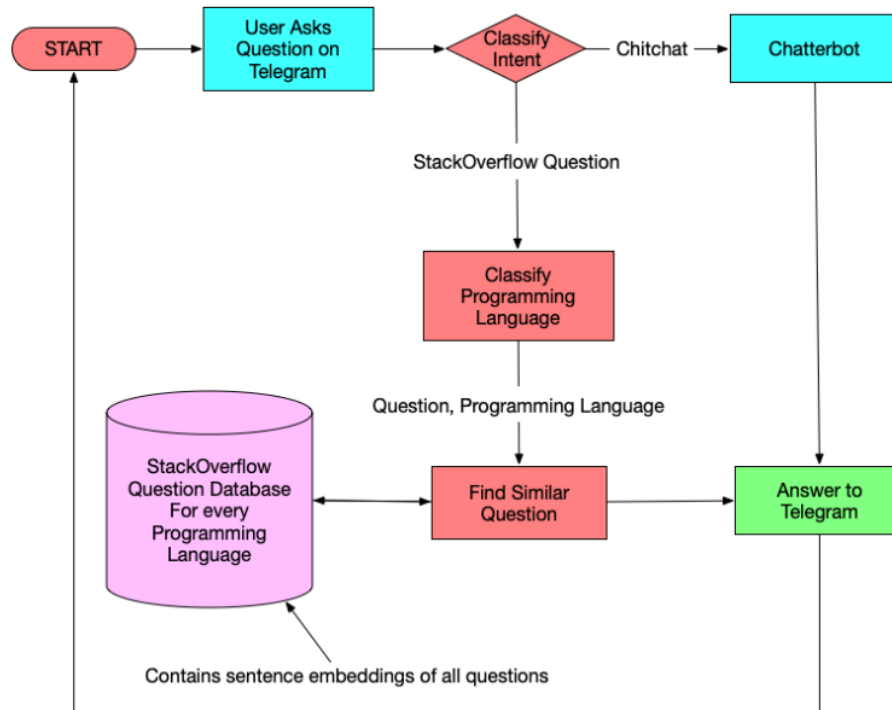 START
User Asks
Question on
Telegram
Classify
Intent
Chitchat
Chatterbot
StackOverflow Question
Classify
Programming
Language
Question, Programming Language
StackOverflow
Question Database
For every
Programming
Language
Find Similar
Question
Answer to
Telegram
Contains sentence embeddings of all questions